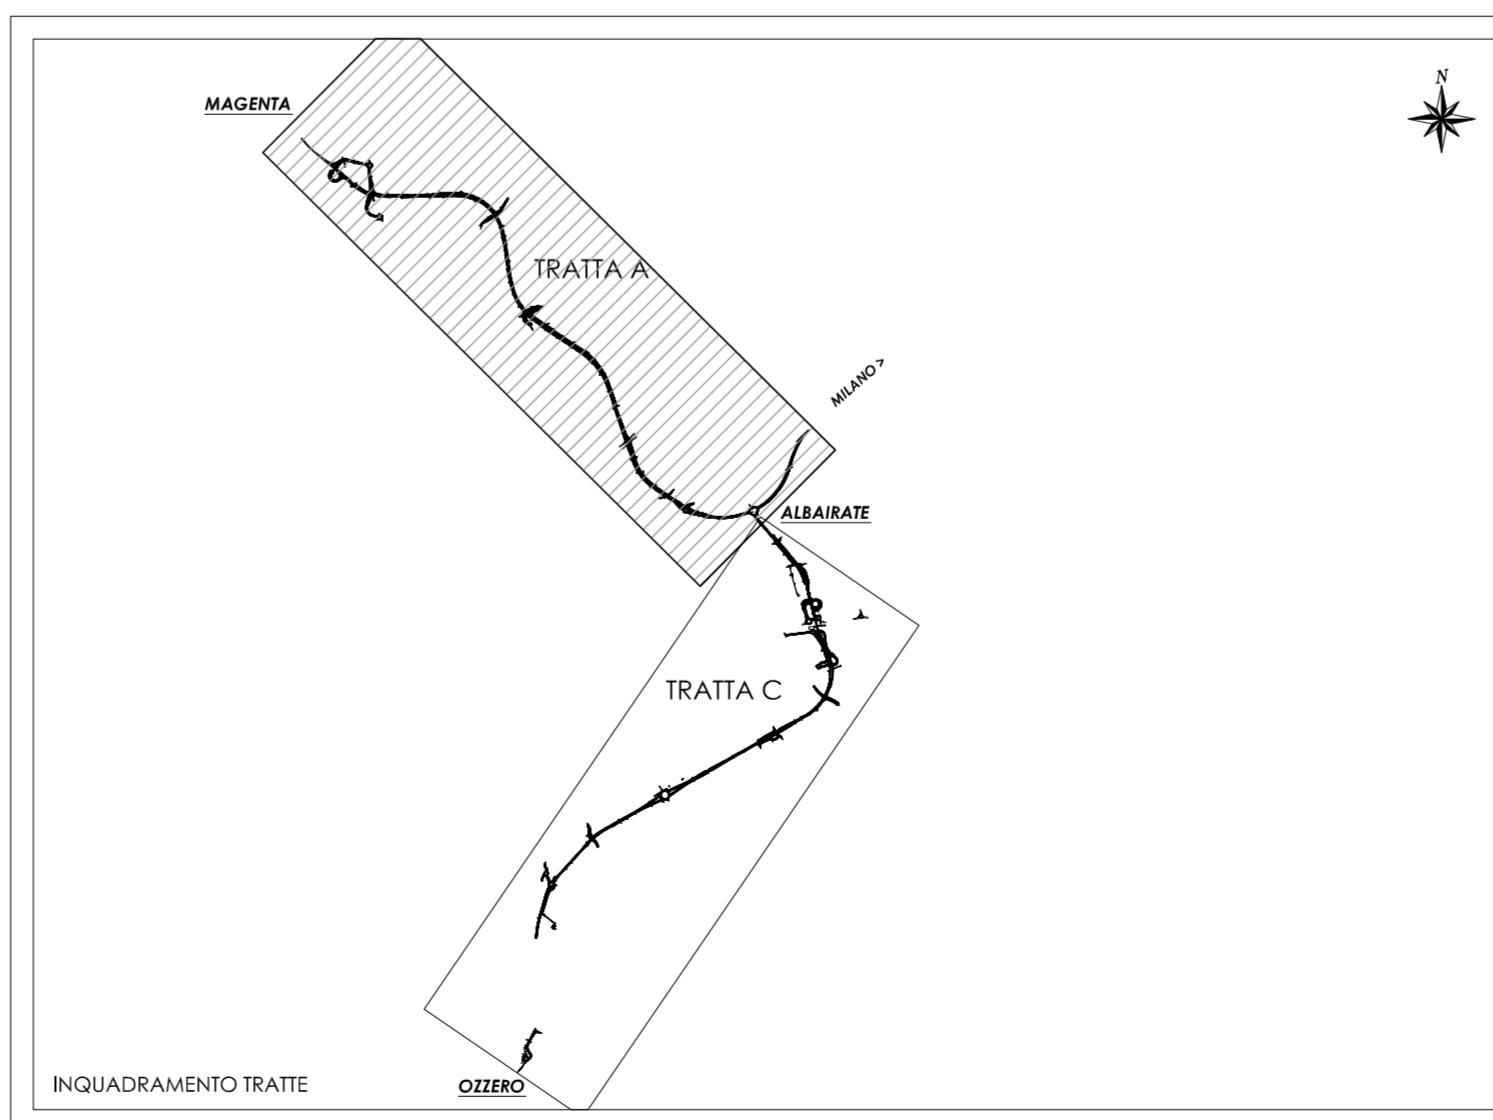 N
MAGENTA
TRATTA A
MILANO >
ALBAIRATE
TRATTA C
INQUADRAMENTO TRATTE
OZZERO